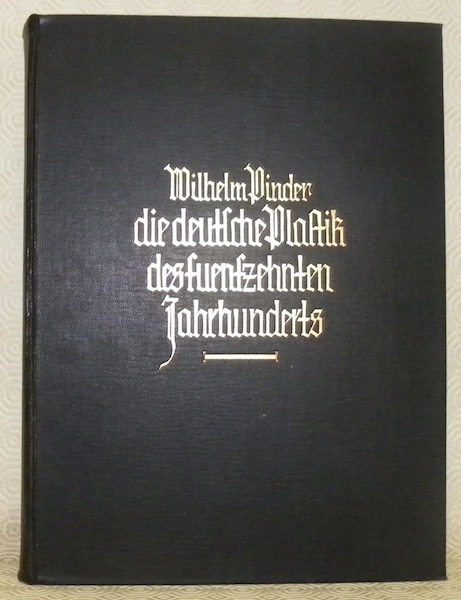 Wilhelm Pinder
die deutsche Plastik
des fuenfzehnten
Jahrhunderts